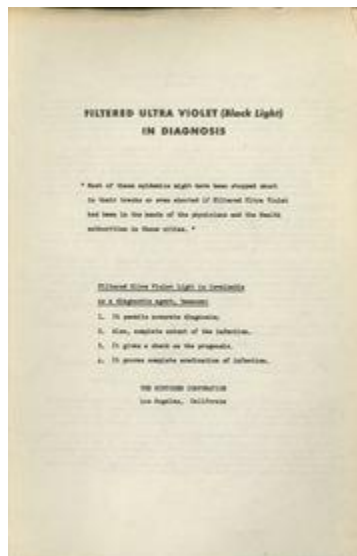 FILTERED ULTRA VIOLET (Black Light)
IN DIAGNOSIS
" Most of these epidemics might have been stopped short
in their tracks or even aborted if Filtered Ultra Violet
had been in the hands of the physicians and the Health
authorities in those cities. "
Filtered Ultra Violet Light is invaluable
as a diagnostic agent, because:
1. It permits accurate diagnosis.
2. Also, complete extent of the infection.
3. It gives a check on the prognosis.
4. It proves complete eradication of infection.
THE CORPORATION
Los Angeles, California